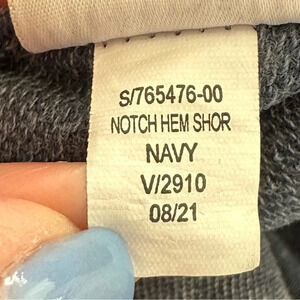 S/765476-00
NOTCH HEM SHOR
NAVY
V/2910
08/21